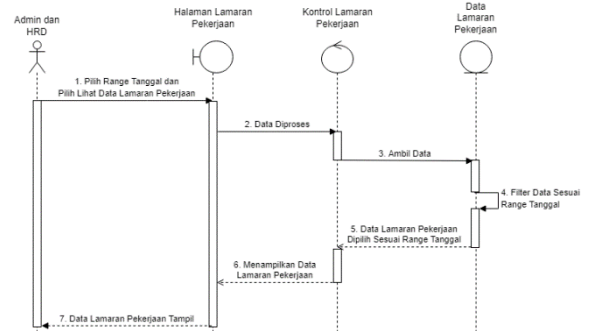 Admin dan
HRD
Halaman Lamaran
Pekerjaan
Kontrol Lamaran
Pekerjaan
Data
Lamaran
Pekerjaan
1. Pilih Range Tanggal dan
Pilih Lihat Data Lamaran Pekerjaan
2. Data Diproses
3. Ambil Data
4. Filter Data Sesuai
Range Tanggal
5. Data Lamaran Pekerjaan
Dipilih Sesuai Range Tanggal
6. Menampilkan Data
Lamaran Pekerjaan
7. Data Lamaran Pekerjaan Tampil